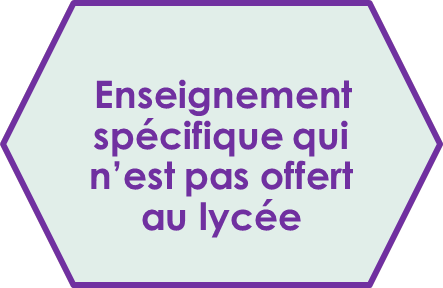 Enseignement
spécifique qui
n’est pas offert
au lycée